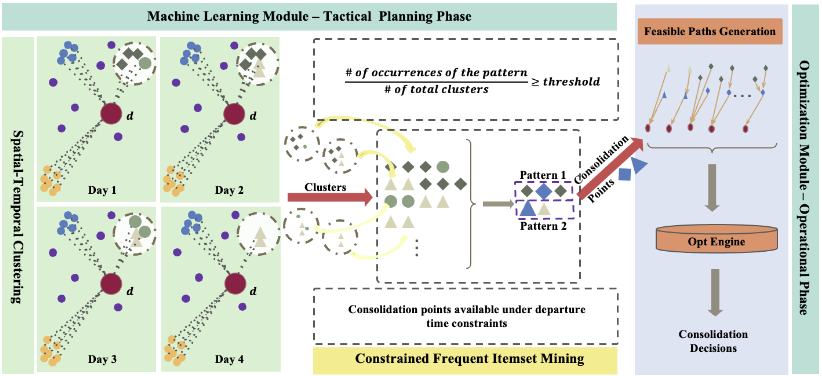 Machine Learning Module – Tactical Planning Phase
Spatial-Temporal Clustering
d
Day 1
d
Day 2
d
Day 3
d
Day 4
# of occurrences of the pattern
# of total clusters
≥ threshold
Clusters
Pattern 1
Pattern 2
⋮
Consolidation
Points
Consolidation points available under departure
time constraints
Constrained Frequent Itemset Mining
Feasible Paths Generation
...
Opt Engine
Consolidation
Decisions
Optimization Module – Operational Phase